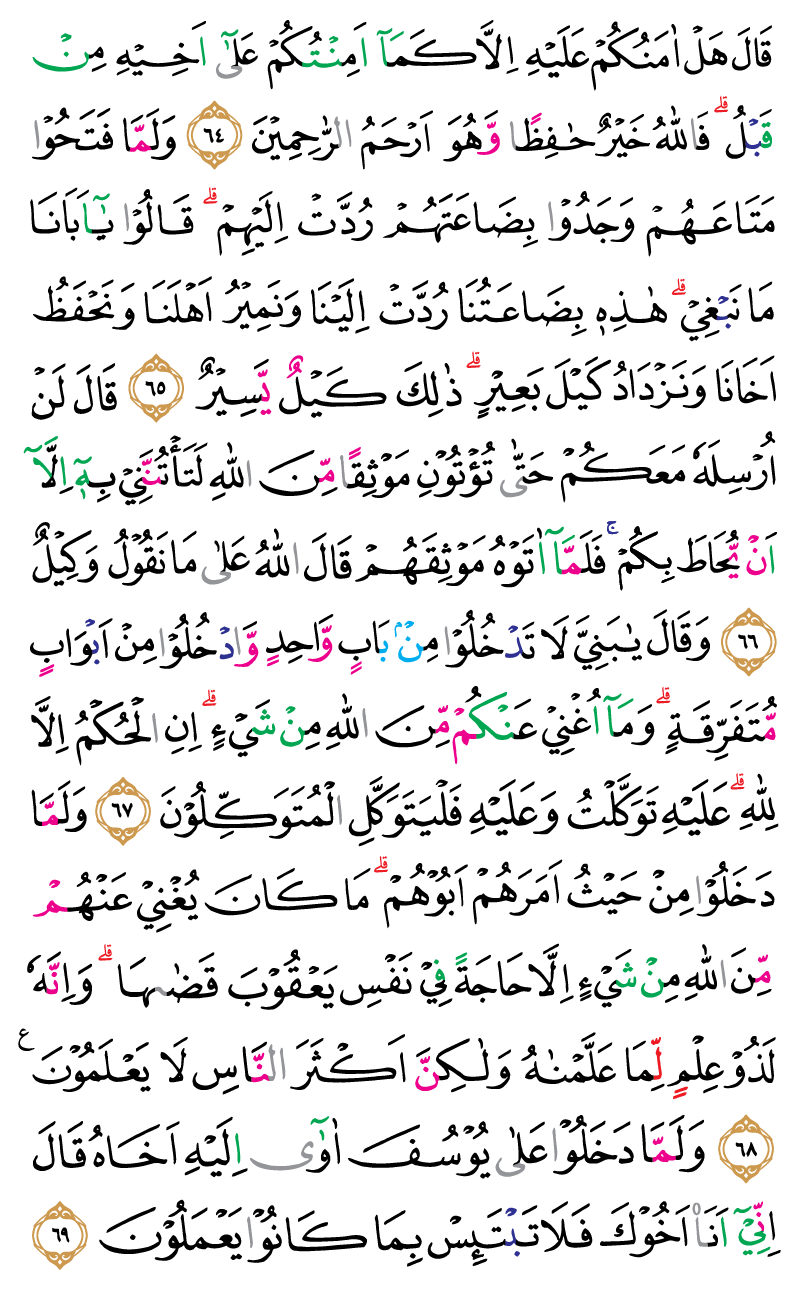 قَالَ هَلْ اٰمَنُكُمْ عَلَيْهِ اِلَّا كَمَآ اَمِنْتُكُمْ عَلٰٓى اَخِيْهِ مِنْ
قَبْلُۗ فَاللّٰهُ خَيْرٌ حٰفِظًا وَّهُوَ اَرْحَمُ الرّٰحِمِيْنَ ٦٤ وَلَمَّا فَتَحُوْا
مَتَاعَهُمْ وَجَدُوْا بِضَاعَتَهُمْ رُدَّتْ اِلَيْهِمْۗ قَالُوْا يٰٓاَبَانَا
مَا نَبْغِيْۗ هٰذِهٖ بِضَاعَتُنَا رُدَّتْ اِلَيْنَا وَنَمِيْرُ اَهْلَنَا وَنَحْفَظُ
اَخَانَا وَنَزْدَادُ كَيْلَ بَعِيْرٍۗ ذٰلِكَ كَيْلٌ يَّسِيْرٌ ٦٥ قَالَ لَنْ
اُرْسِلَهٗ مَعَكُمْ حَتّٰى تُؤْتُوْنِ مَوْثِقًا مِّنَ اللّٰهِ لَتَأْتُنَّنِيْ بِهٖٓ اِلَّآ
اَنْ يُّحَاطَ بِكُمْۚ فَلَمَّآ اٰتَوْهُ مَوْثِقَهُمْ قَالَ اللّٰهُ عَلٰى مَا نَقُوْلُ وَكِيْلٌ
٦٦ وَقَالَ يٰبَنِيَّ لَا تَدْخُلُوْا مِنْۢ بَابٍ وَّاحِدٍ وَّادْخُلُوْا مِنْ اَبْوَابٍ
مُّتَفَرِّقَةٍۗ وَمَآ اُغْنِيْ عَنْكُمْ مِّنَ اللّٰهِ مِنْ شَيْءٍۗ اِنِ الْحُكْمُ اِلَّا
لِلّٰهِۗ عَلَيْهِ تَوَكَّلْتُ وَعَلَيْهِ فَلْيَتَوَكَّلِ الْمُتَوَكِّلُوْنَ ٦٧ وَلَمَّا
دَخَلُوْا مِنْ حَيْثُ اَمَرَهُمْ اَبُوْهُمْۗ مَا كَانَ يُغْنِيْ عَنْهُمْ
مِّنَ اللّٰهِ مِنْ شَيْءٍ اِلَّا حَاجَةً فِيْ نَفْسِ يَعْقُوْبَ قَضٰىهَاۗ وَاِنَّهٗ
لَذُوْ عِلْمٍ لِّمَا عَلَّمْنٰهُ وَلٰكِنَّ اَكْثَرَ النَّاسِ لَا يَعْلَمُوْنَ ع
٦٨ وَلَمَّا دَخَلُوْا عَلٰى يُوْسُفَ اٰوٰٓى اِلَيْهِ اَخَاهُ قَالَ
اِنِّيْٓ اَنَا۠ اَخُوْكَ فَلَا تَبْتَىِٕسْ بِمَا كَانُوْا يَعْمَلُوْنَ ٦٩